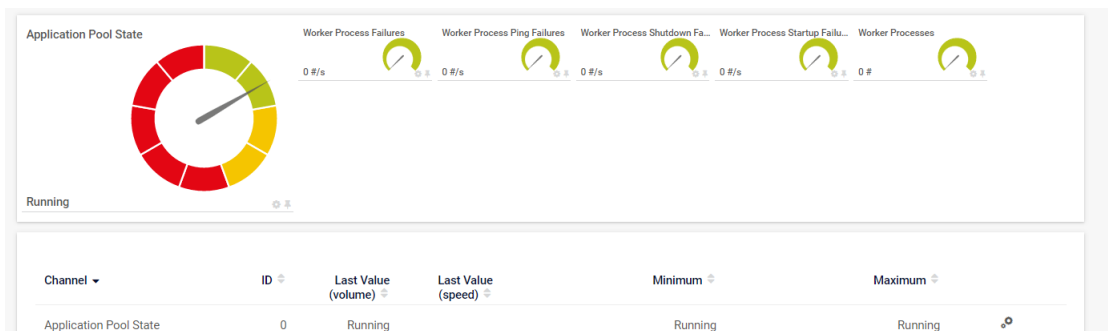 Application Pool State
Running
Worker Process Failures
0 #/s
Worker Process Ping Failures
0 #/s
Worker Process Shutdown Fa...
0 #/s
Worker Process Startup Failu...
0 #/s
Worker Processes
0 #
Channel ID Last Value (volume) Last Value (speed) Minimum Maximum
Application Pool State 0 Running Running Running